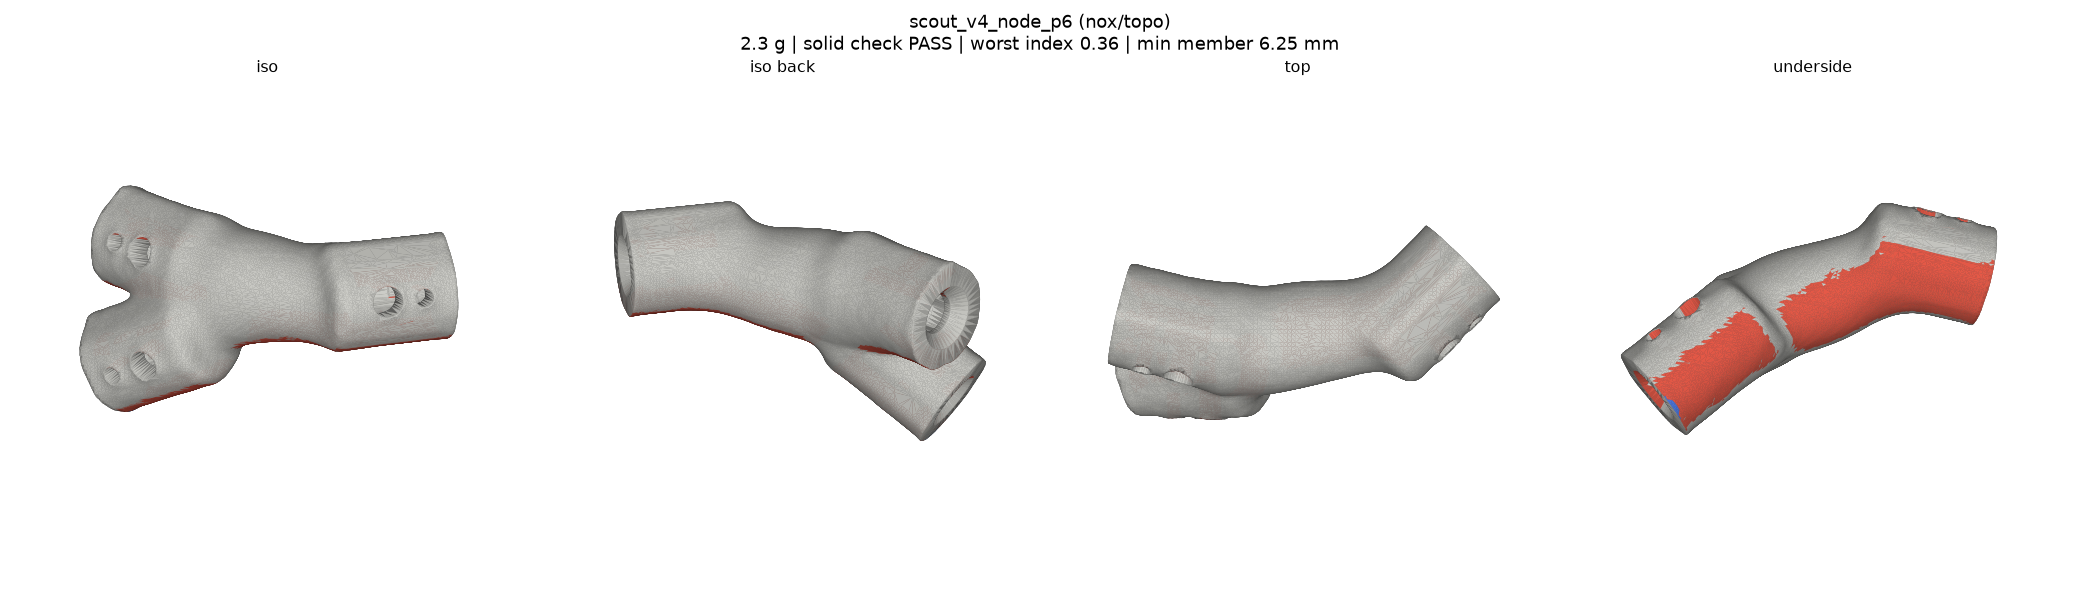 scout_v4_node_p6 (nox/topo)
2.3 g | solid check PASS | worst index 0.36 | min member 6.25 mm
iso
iso back
top
underside